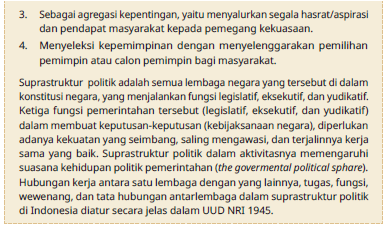 3. Sebagai agregasi kepentingan, yaitu menyalurkan segala hasrat/aspirasi
dan pendapat masyarakat kepada pemegang kekuasaan.
4. Menyeleksi kepemimpinan dengan menyelenggarakan pemilihan
pemimpin atau calon pemimpin bagi masyarakat.
Suprastruktur politik adalah semua lembaga negara yang tersebut di dalam
konstitusi negara, yang menjalankan fungsi legislatif, eksekutif, dan yudikatif.
Ketiga fungsi pemerintahan tersebut (legislatif, eksekutif, dan yudikatif)
dalam membuat keputusan-keputusan (kebijaksanaan negara), diperlukan
adanya kekuatan yang seimbang, saling mengawasi, dan terjalinnya kerja
sama yang baik. Suprastruktur politik dalam aktivitasnya memengaruhi
suasana kehidupan politik pemerintahan (the govermental political sphare).
Hubungan kerja antara satu lembaga dengan yang lainnya, tugas, fungsi,
wewenang, dan tata hubungan antarlembaga dalam suprastruktur politik
di Indonesia diatur secara jelas dalam UUD NRI 1945.